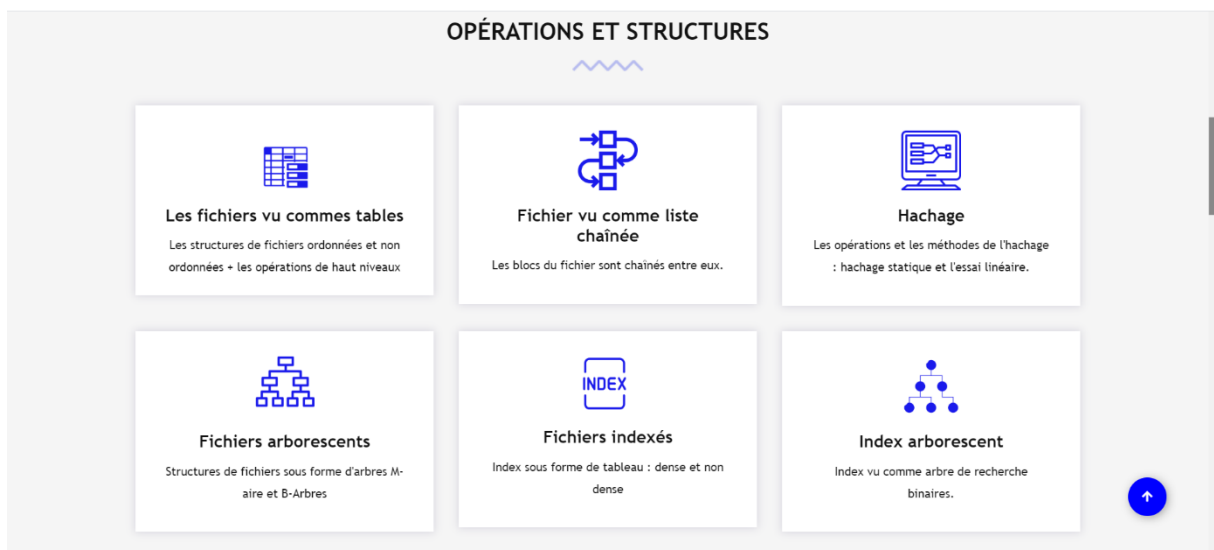 OPÉRATIONS ET STRUCTURES
Les fichiers vu commes tables
Les structures de fichiers ordonnées et non
ordonnées + les opérations de haut niveaux
Fichier vu comme liste
chaînée
Les blocs du fichier sont chaînés entre eux.
Hachage
Les opérations et les méthodes de l'hachage
: hachage statique et l'essai linéaire.
Fichiers arborescents
Structures de fichiers sous forme d'arbres M-
aire et B-Arbres
INDEX
Fichiers indexés
Index sous forme de tableau : dense et non
dense
Index arborescent
Index vu comme arbre de recherche
binaires.